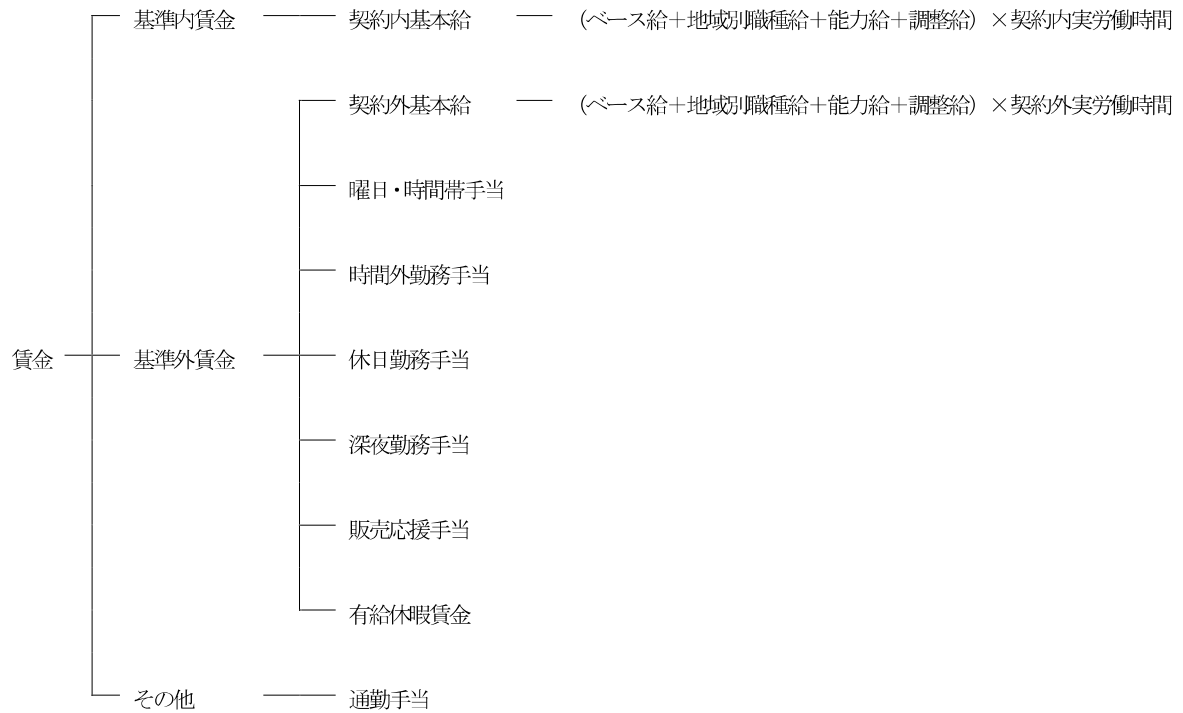 基準内賃金 契約内基本給 （ベース給＋地域別職種給＋能力給＋調整給）×契約内実労働時間
契約外基本給 （ベース給＋地域別職種給＋能力給＋調整給）×契約外実労働時間
曜日・時間帯手当
時間外勤務手当
賃金 基準外賃金 休日勤務手当
深夜勤務手当
販売応援手当
有給休暇賃金
その他 通勤手当